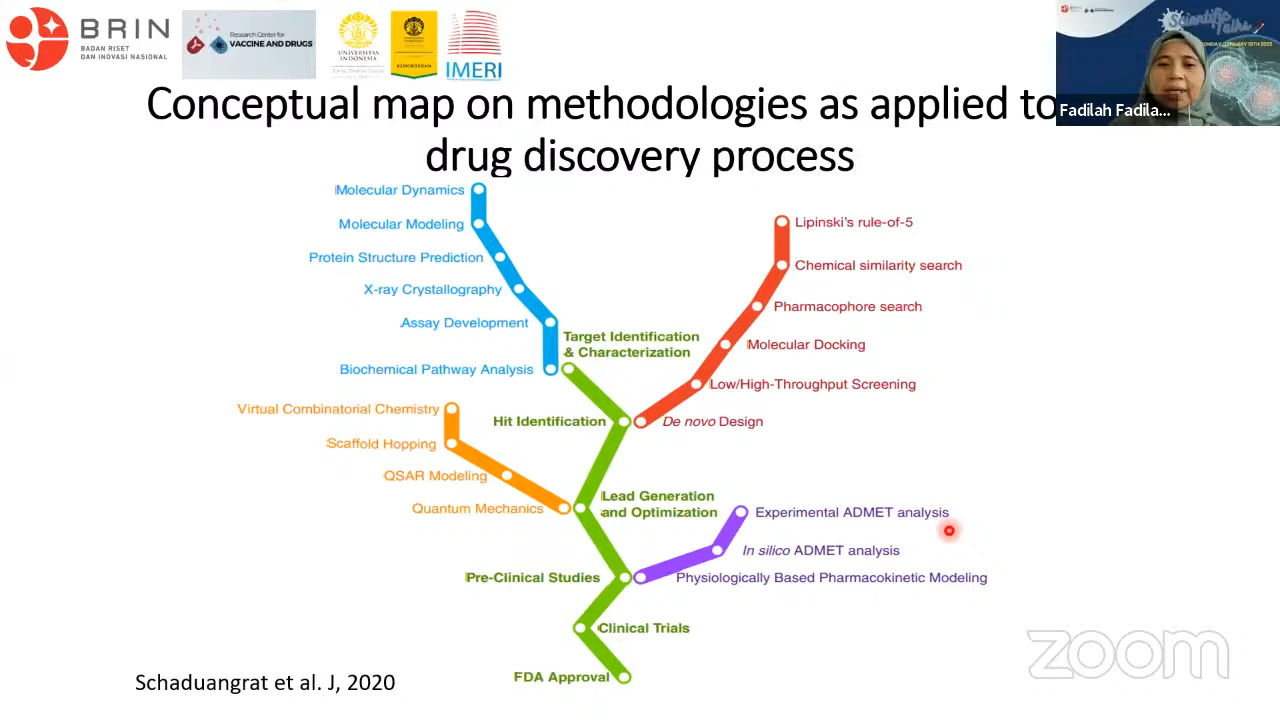 BRIN
BADAN RISET
DAN INOVASI NASIONAL
Research Center for
VACCINE AND DRUGS
UNIVERSITAS
INDONESIA
KEDOKTERAN
IMERI
Scientific
Talks
Fadilah Fadila...
Conceptual map on methodologies as applied to
drug discovery process
Molecular Dynamics
Molecular Modeling
Protein Structure Prediction
X-ray Crystallography
Assay Development
Biochemical Pathway Analysis
Target Identification
& Characterization
Lipinski's rule-of-5
Chemical similarity search
Pharmacophore search
Molecular Docking
Low/High-Throughput Screening
De novo Design
Hit Identification
Virtual Combinatorial Chemistry
Scaffold Hopping
QSAR Modeling
Quantum Mechanics
Lead Generation
and Optimization
Experimental ADMET analysis
In silico ADMET analysis
Physiologically Based Pharmacokinetic Modeling
Pre-Clinical Studies
Clinical Trials
FDA Approval
Schaduangrat et al. J, 2020
zoom